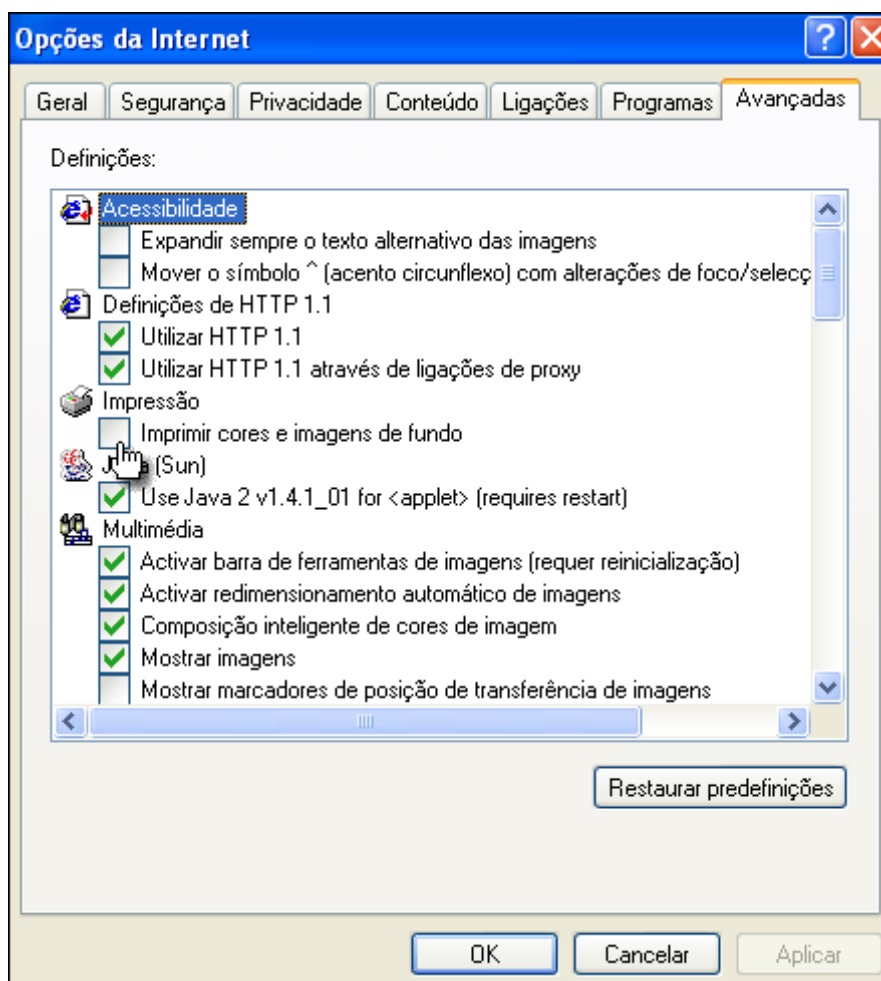 Opções da Internet
Geral Segurança Privacidade Conteúdo Ligações Programas Avançadas
Definições:
Acessibilidade
Expandir sempre o texto alternativo das imagens
Mover o símbolo ^ (acento circunflexo) com alterações de foco/selecç
Definições de HTTP 1.1
Utilizar HTTP 1.1
Utilizar HTTP 1.1 através de ligações de proxy
Impressão
Imprimir cores e imagens de fundo
(Sun)
Use Java 2 v1.4.1_01 for <applet> (requires restart)
Multimédia
Activar barra de ferramentas de imagens (requer reinicialização)
Activar redimensionamento automático de imagens
Composição inteligente de cores de imagem
Mostrar imagens
Mostrar marcadores de posição de transferência de imagens
Restaurar predefinições
OK Cancelar Aplicar